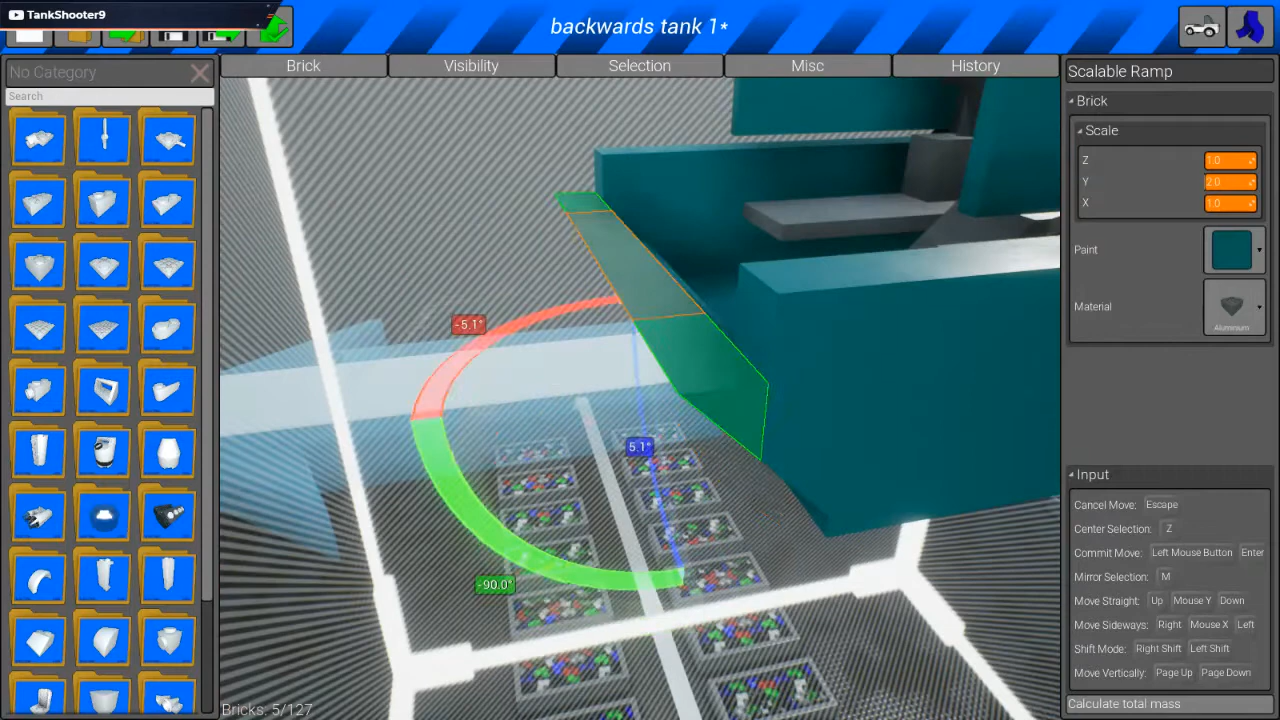 TankShooter9
backwards tank 1*
No Category
Search
Brick
Visibility
Selection
Misc
History
Scalable Ramp
Brick
Scale
Z
1.0
Y
2.0
X
1.0
Paint
Material
Aluminium
-5.1°
5.1°
-90.0°
Input
Cancel Move: Escape
Center Selection: Z
Commit Move: Left Mouse Button Enter
Mirror Selection: M
Move Straight: Up Mouse Y Down
Move Sideways: Right Mouse X Left
Shift Mode: Right Shift Left Shift
Move Vertically: Page Up Page Down
Bricks: 5/127
Calculate total mass